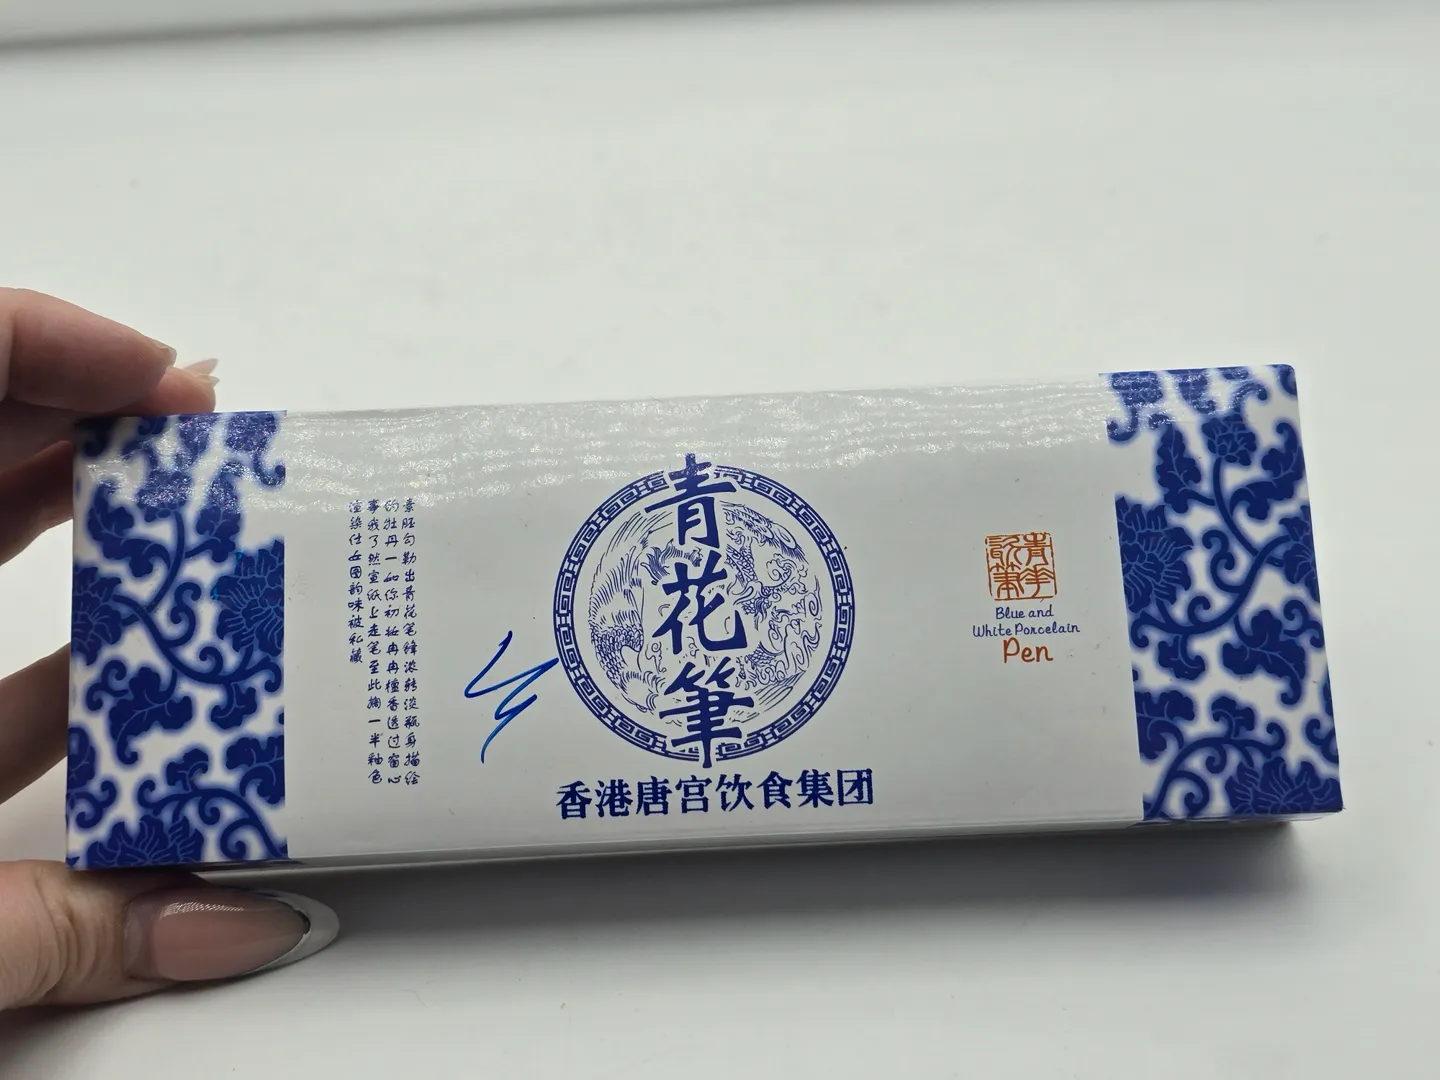 素胚勾勒出青花笔锋浓转淡瓶身描绘
的牡丹一如你初妆冉冉檀香透过窗心
事我了然宣纸上走笔至此搁一半釉色
渲染仕女图韵味被私藏
青花筆
香港唐宫饮食集团
Blue and
White Porcelain
Pen